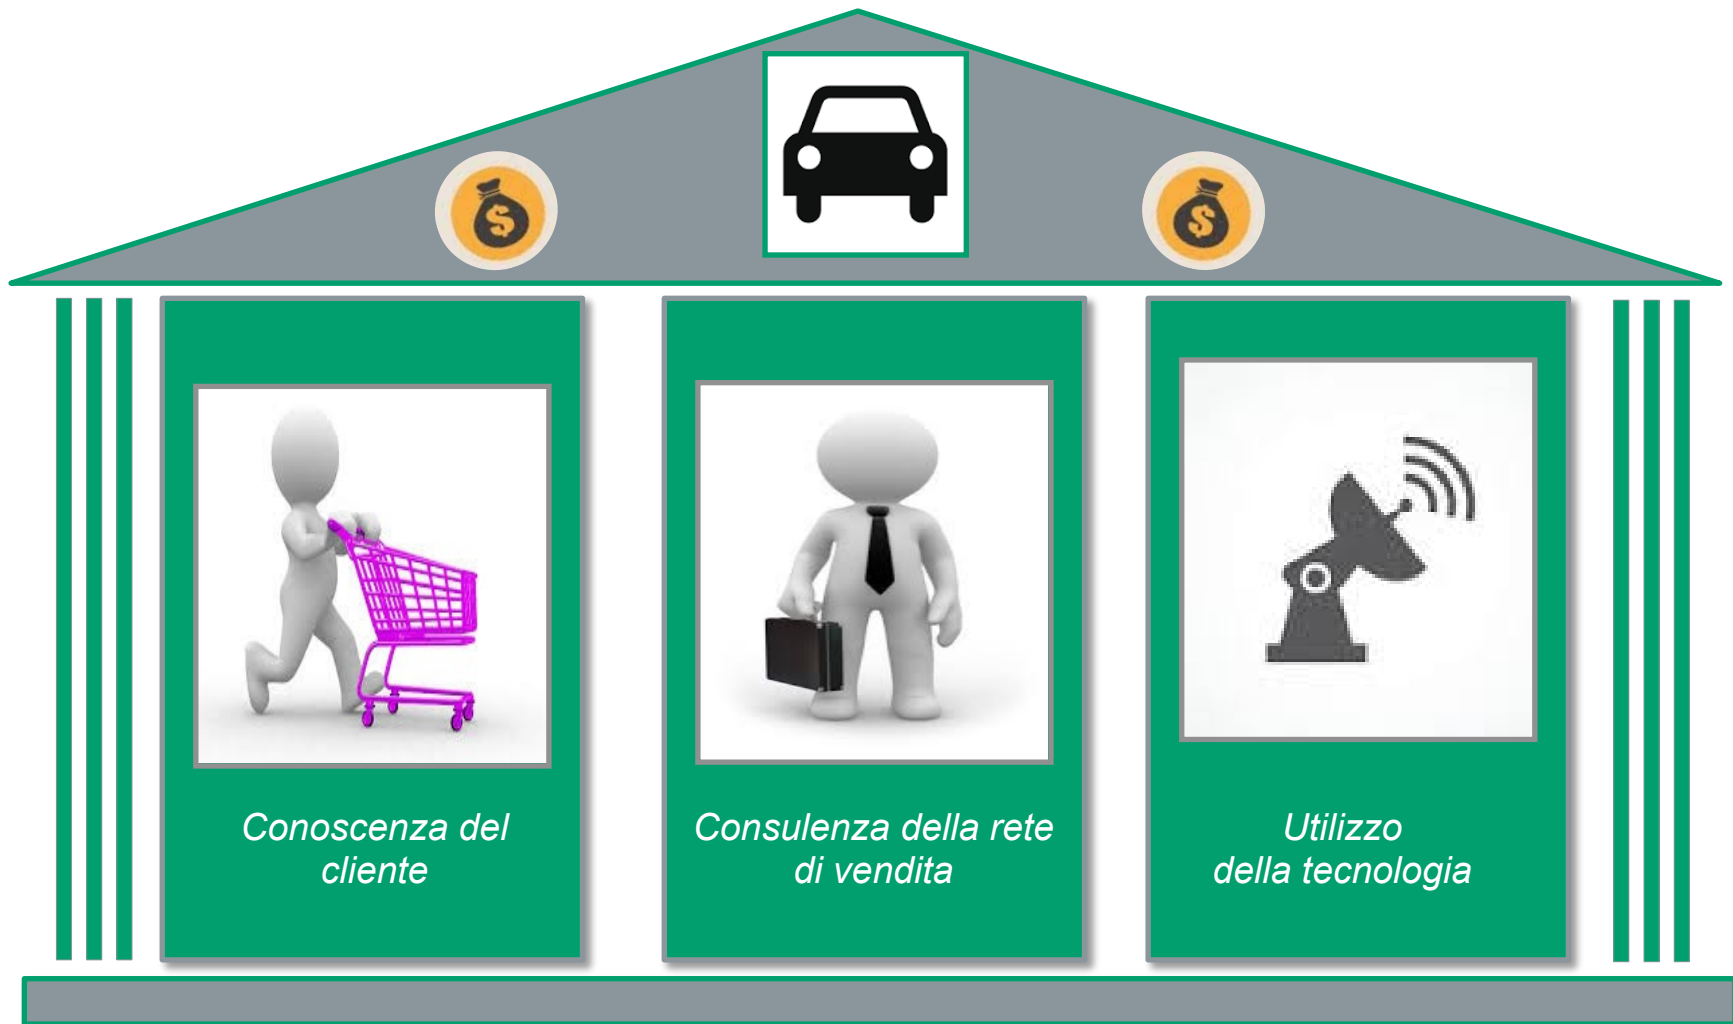 $
$
Conoscenza del
cliente
Consulenza della rete
di vendita
Utilizzo
della tecnologia